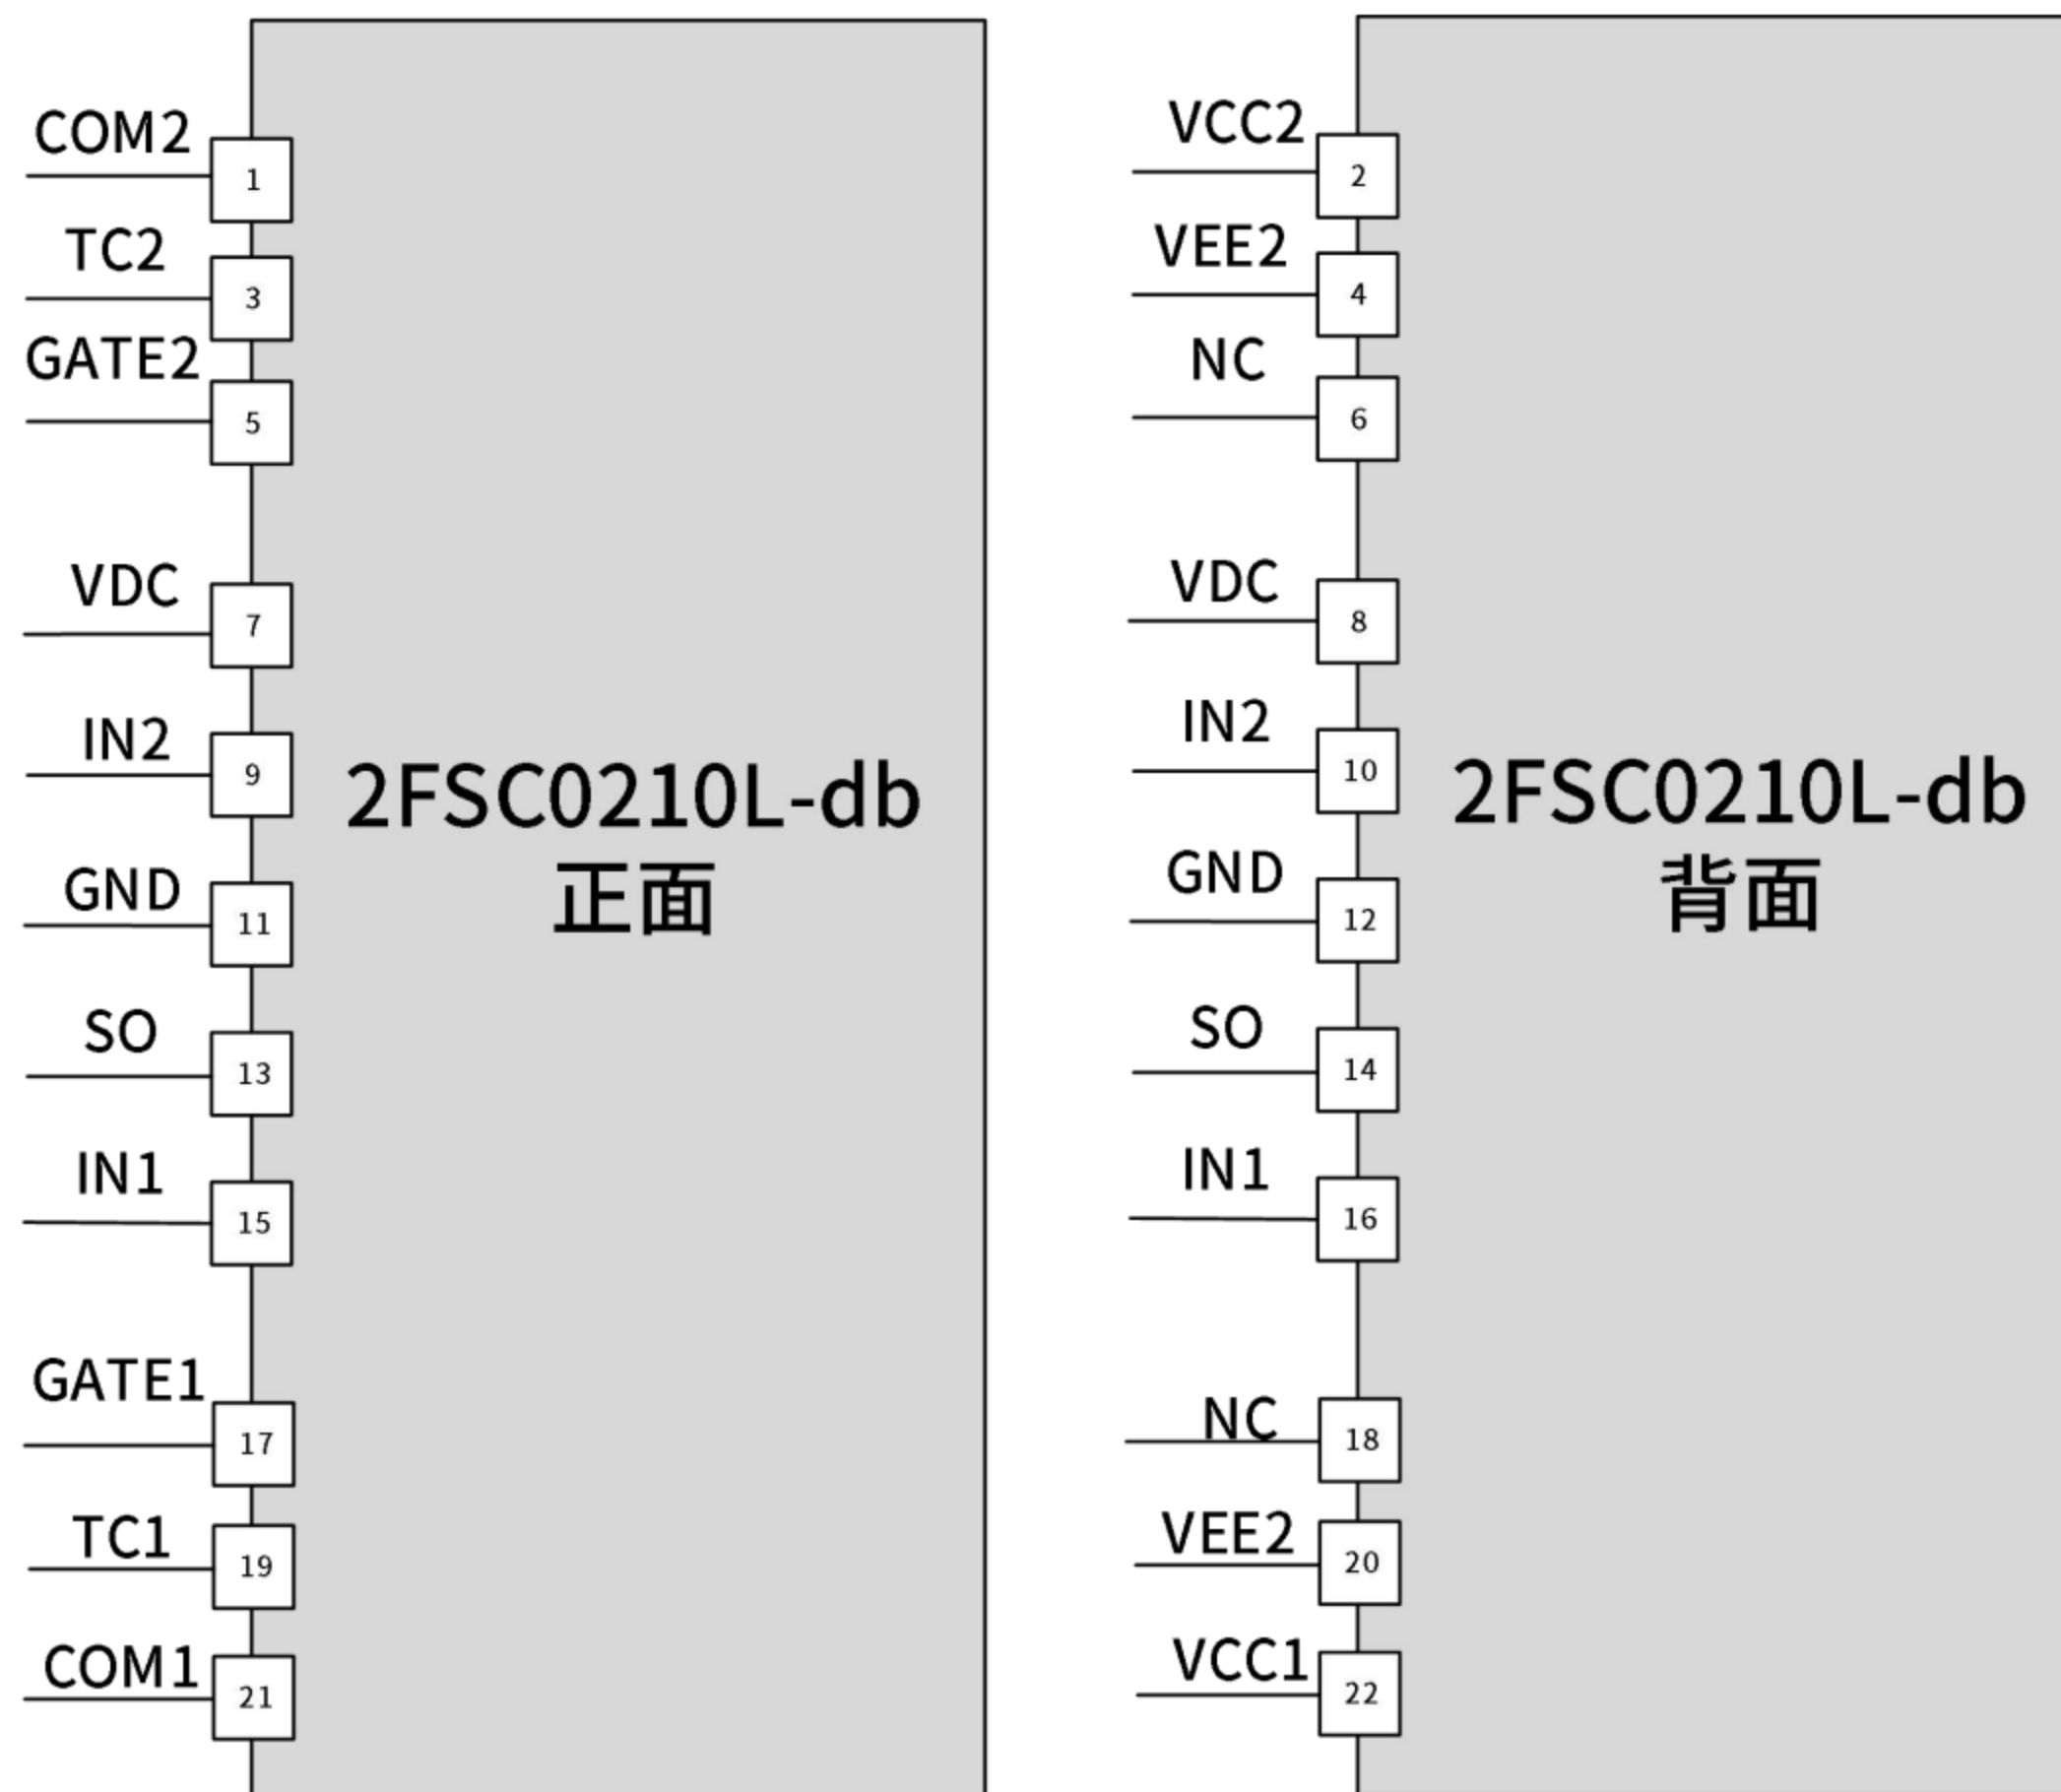 COM2
1
TC2
3
GATE2
5
VDC
7
IN2
9
GND
11
SO
13
IN1
15
GATE1
17
TC1
19
COM1
21
2FSC0210L-db
正面
VCC2
2
VEE2
4
NC
6
VDC
8
IN2
10
GND
12
SO
14
IN1
16
NC
18
VEE2
20
VCC1
22
2FSC0210L-db
背面